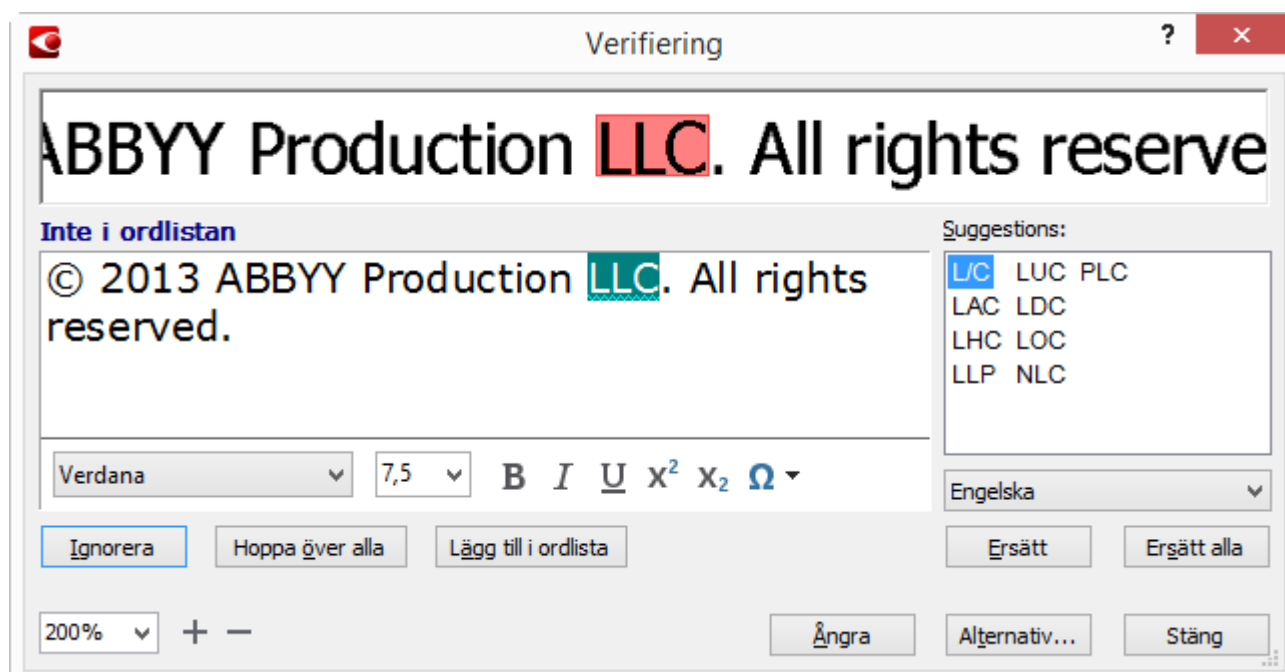 Verifiering
?
ABBYY Production LLC. All rights reserve
Inte i ordlistan
Suggestions:
© 2013 ABBYY Production LLC. All rights
reserved.
L/C LUC PLC
LAC LDC
LHC LOC
LLP NLC
Verdana 7,5 B I U X² X₂ Ω
Engelska
Ignorera Hoppa över alla Lägg till i ordlista Ersätt Ersätt alla
200% + − Ångra Alternativ... Stäng